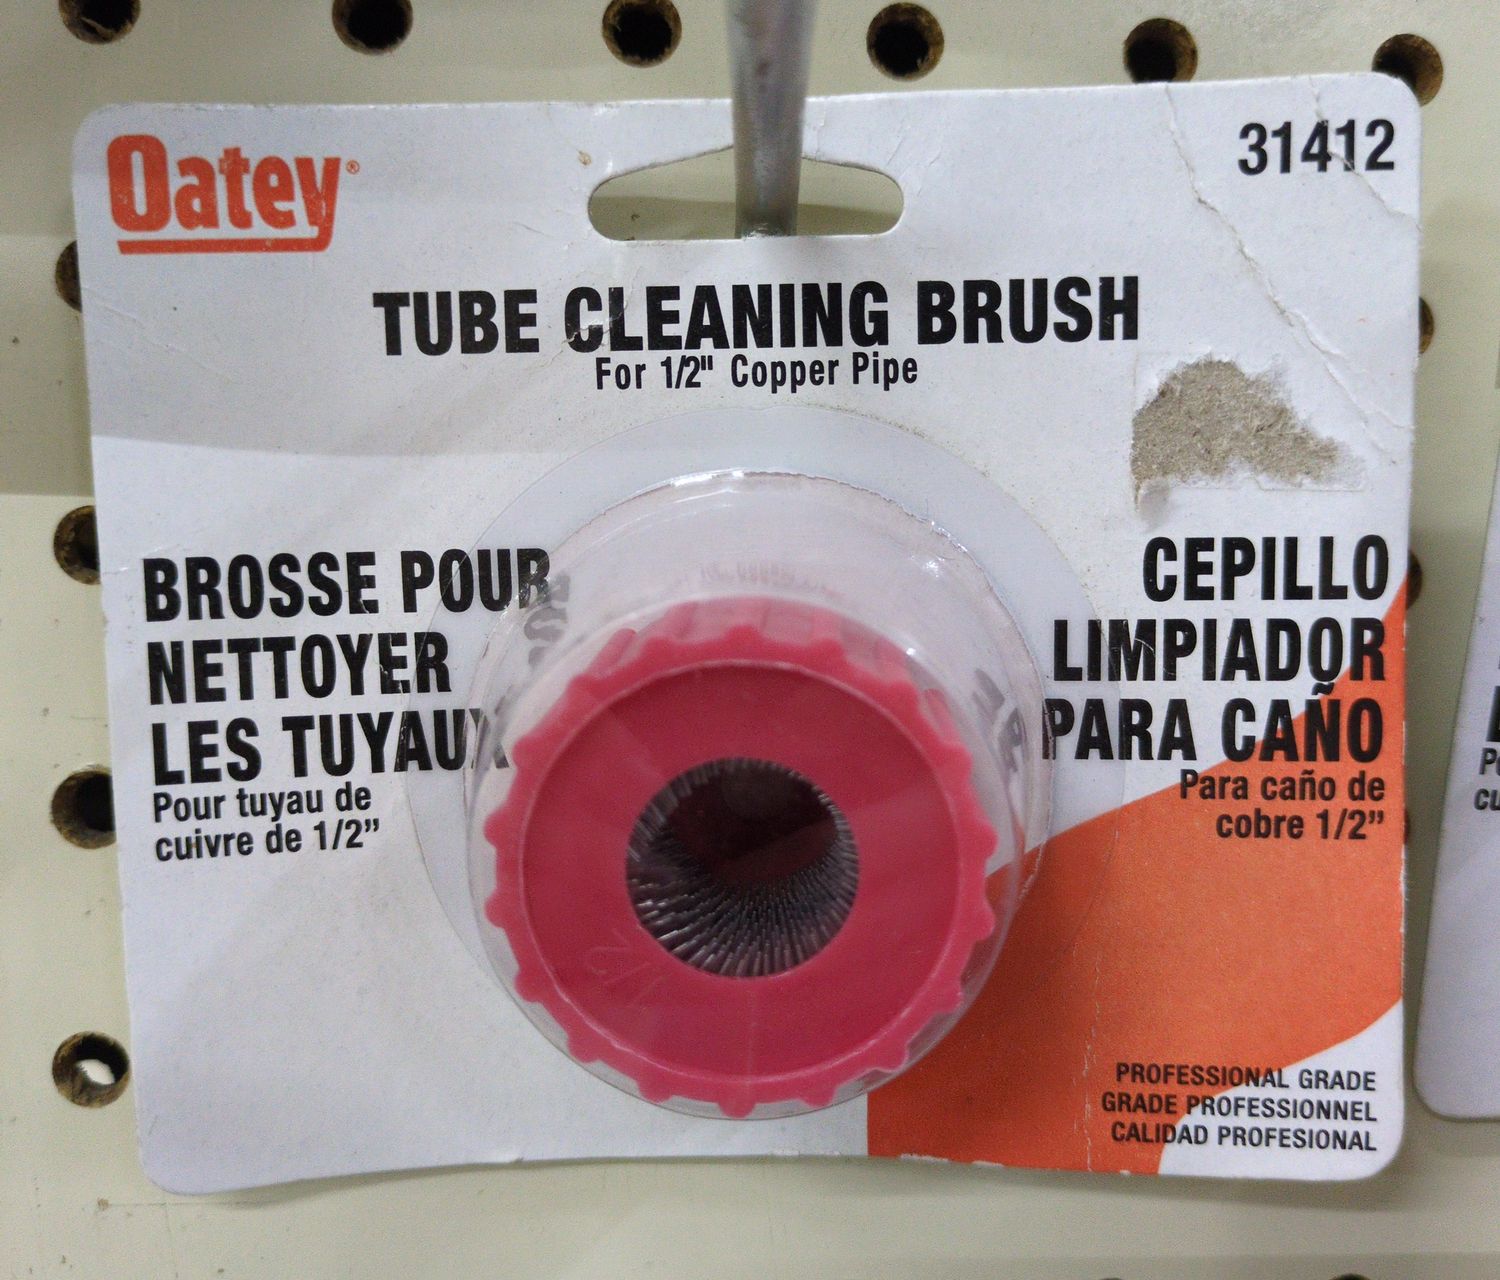 Oatey®
31412
TUBE CLEANING BRUSH
For 1/2" Copper Pipe
BROSSE POUR
NETTOYER
LES TUYAUX
Pour tuyau de
cuivre de 1/2”
CEPILLO
LIMPIADOR
PARA CAÑO
Para caño de
cobre 1/2”
1/2
PROFESSIONAL GRADE
GRADE PROFESSIONNEL
CALIDAD PROFESIONAL